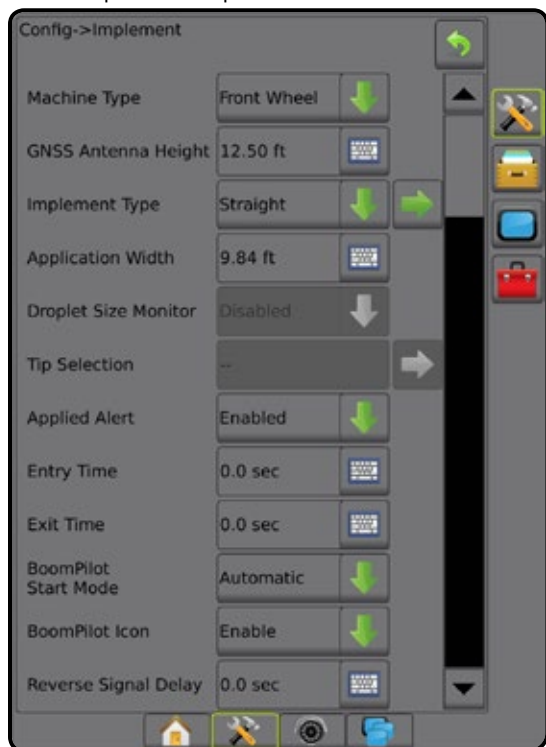 Config->Implement
Machine Type Front Wheel
GNSS Antenna Height 12.50 ft
Implement Type Straight
Application Width 9.84 ft
Droplet Size Monitor Disabled
Tip Selection --
Applied Alert Enabled
Entry Time 0.0 sec
Exit Time 0.0 sec
BoomPilot
Start Mode Automatic
BoomPilot Icon Enable
Reverse Signal Delay 0.0 sec